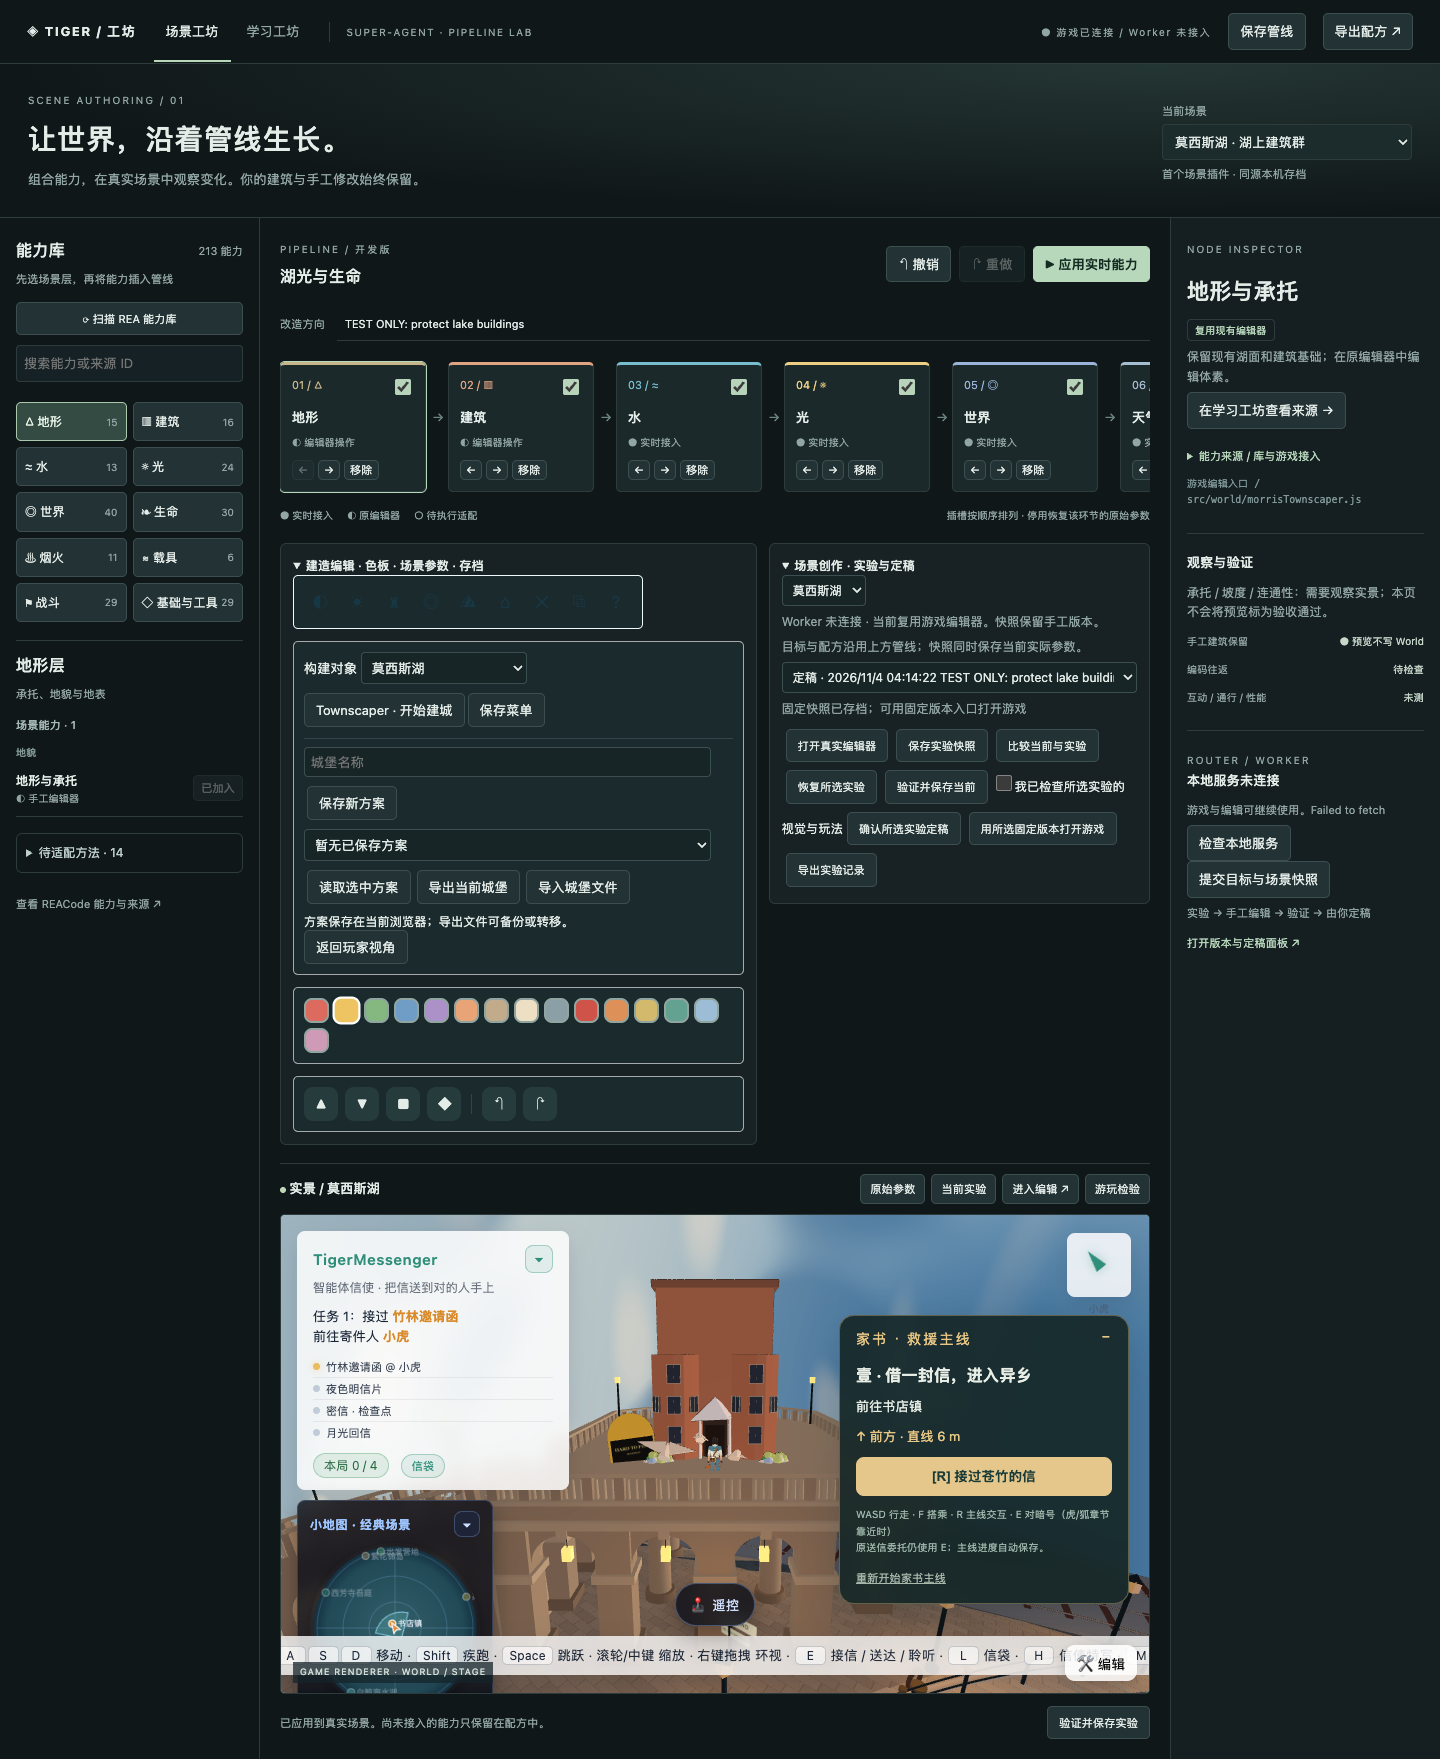 ◈ TIGER / 工坊
场景工坊
学习工坊
SUPER-AGENT · PIPELINE LAB
● 游戏已连接 / Worker 未接入
保存管线
导出配方 ↗
SCENE AUTHORING / 01
让世界，沿着管线生长。
组合能力，在真实场景中观察变化。你的建筑与手工修改始终保留。
当前场景
莫西斯湖 · 湖上建筑群
首个场景插件 · 同源本机存档
能力库
213 能力
先选场景层，再将能力插入管线
⟳ 扫描 REA 能力库
搜索能力或来源 ID
地形 15
建筑 16
≈ 水 13
光 24
◎ 世界 40
生命 30
烟火 11
载具 6
战斗 29
◇ 基础与工具 29
地形层
承托、地貌与地表
场景能力 · 1
地貌
地形与承托
◐ 手工编辑器
已加入
▶ 待适配方法 · 14
查看 REACode 能力与来源 ↗
PIPELINE / 开发版
湖光与生命
撤销
重做
▶ 应用实时能力
改造方向
TEST ONLY: protect lake buildings
01 / △
地形
◐ 编辑器操作
← → 移除
→
02 / ▥
建筑
◐ 编辑器操作
← → 移除
→
03 / ≈
水
● 实时接入
← → 移除
→
04 / ☀
光
● 实时接入
← → 移除
→
05 / ◎
世界
● 实时接入
← → 移除
→
06 /
● 实时接入 ◐ 原编辑器 ○ 待执行适配
插槽按顺序排列 · 停用恢复该环节的原始参数
▼ 建造编辑 · 色板 · 场景参数 · 存档
构建对象
莫西斯湖
Townscaper · 开始建城
保存菜单
城堡名称
保存新方案
暂无已保存方案
读取选中方案
导出当前城堡
导入城堡文件
方案保存在当前浏览器；导出文件可备份或转移。
返回玩家视角
▼ 场景创作 · 实验与定稿
莫西斯湖
Worker 未连接 · 当前复用游戏编辑器。快照保留手工版本。
目标与配方沿用上方管线；快照同时保存当前实际参数。
定稿 · 2026/11/4 04:14:22 TEST ONLY: protect lake buildi
固定快照已存档；可用固定版本入口打开游戏
打开真实编辑器
保存实验快照
比较当前与实验
恢复所选实验
验证并保存当前
我已检查所选实验的
视觉与玩法
确认所选实验定稿
用所选固定版本打开游戏
导出实验记录
● 实景 / 莫西斯湖
原始参数
当前实验
进入编辑 ↗
游玩检验
TigerMessenger
智能体信使 · 把信送到对的人手上
任务 1：接过 竹林邀请函
前往寄件人 小虎
竹林邀请函 @ 小虎
夜色明信片
密信 · 检查点
月光回信
本局 0 / 4
信袋
小地图 · 经典场景
西芳寺苔庭
书店镇
小虎
家书 · 救援主线
−
壹 · 借一封信，进入异乡
前往书店镇
↑ 前方 · 直线 6 m
[R] 接过苍竹的信
WASD 行走 · F 搭乘 · R 主线交互 · E 对暗号（虎/狐章节
靠近时）
原送信委托仍使用 E；主线进度自动保存。
重新开始家书主线
遥控
A S D 移动 · Shift 疾跑 · Space 跳跃 · 滚轮/中键 缩放 · 右键拖拽 环视 · E 接信 / 送达 / 聆听 · L 信袋 · H M
编辑
GAME RENDERER · WORLD / STAGE
已应用到真实场景。尚未接入的能力只保留在配方中。
验证并保存实验
NODE INSPECTOR
地形与承托
复用现有编辑器
保留现有湖面和建筑基础；在原编辑器中编
辑体素。
在学习工坊查看来源 →
▶ 能力来源 / 库与游戏接入
游戏编辑入口 /
src/world/morrisTownscaper.js
观察与验证
承托 / 坡度 / 连通性：需要观察实景；本页
不会将预览标为验收通过。
手工建筑保留
● 预览不写 World
编码往返
待检查
互动 / 通行 / 性能
未测
ROUTER / WORKER
本地服务未连接
游戏与编辑可继续使用。Failed to fetch
检查本地服务
提交目标与场景快照
实验 → 手工编辑 → 验证 → 由你定稿
打开版本与定稿面板 ↗